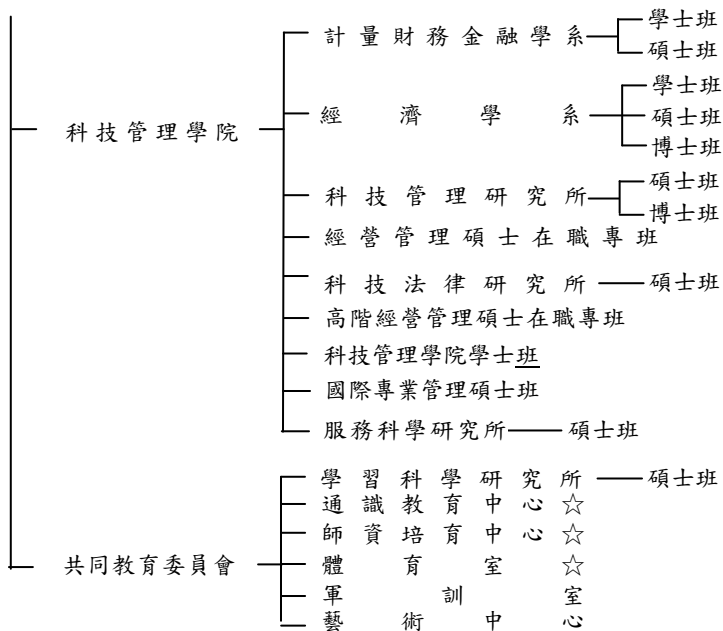 計量財務金融學系 學士班
碩士班
科技管理學院 經濟學系 學士班
碩士班
博士班
科技管理研究所 碩士班
博士班
經營管理碩士在職專班
科技法律研究所 碩士班
高階經營管理碩士在職專班
科技管理學院學士班
國際專業管理碩士班
服務科學研究所 碩士班
共同教育委員會 學習科學研究所 碩士班
通識教育中心☆
師資培育中心☆
體育室☆
軍訓室
藝術中心